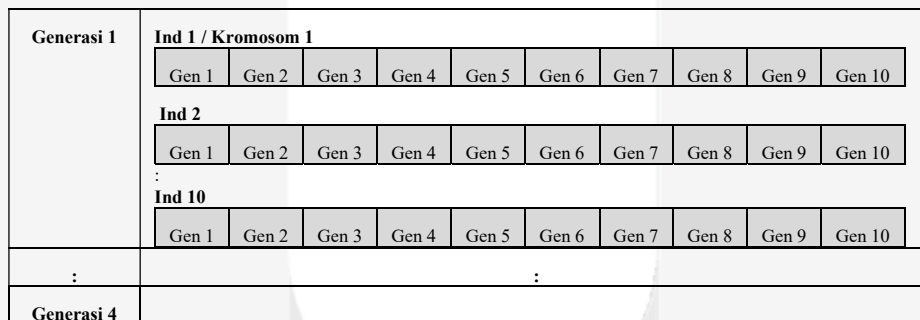 Generasi 1 Ind 1 / Kromosom 1
Gen 1 Gen 2 Gen 3 Gen 4 Gen 5 Gen 6 Gen 7 Gen 8 Gen 9 Gen 10
Ind 2
Gen 1 Gen 2 Gen 3 Gen 4 Gen 5 Gen 6 Gen 7 Gen 8 Gen 9 Gen 10
:
Ind 10
Gen 1 Gen 2 Gen 3 Gen 4 Gen 5 Gen 6 Gen 7 Gen 8 Gen 9 Gen 10
: :
Generasi 4